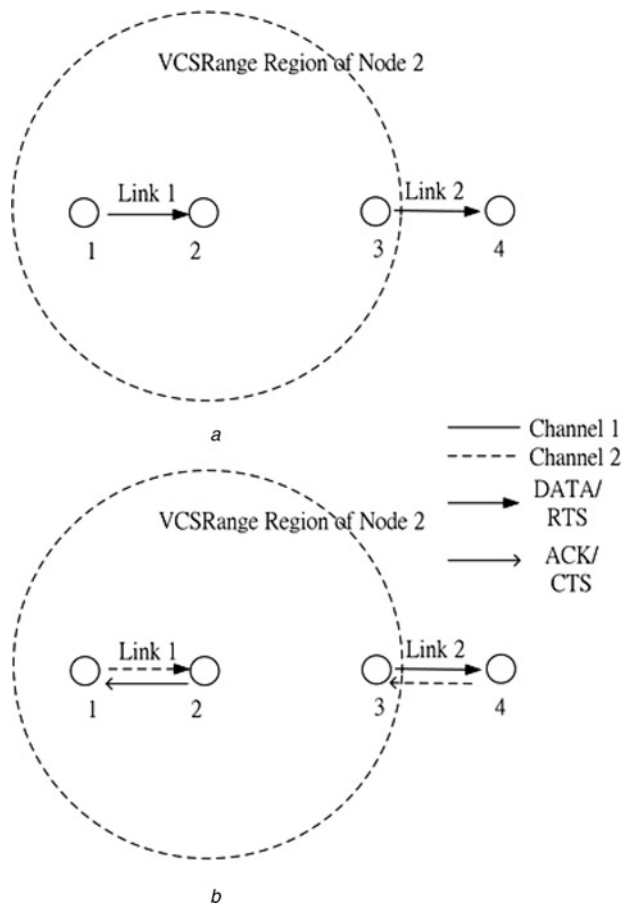 VCSRange Region of Node 2
Link 1
Link 2
1
2
3
4
a
Channel 1
Channel 2
DATA/
RTS
ACK/
CTS
VCSRange Region of Node 2
Link 1
Link 2
1
2
3
4
b